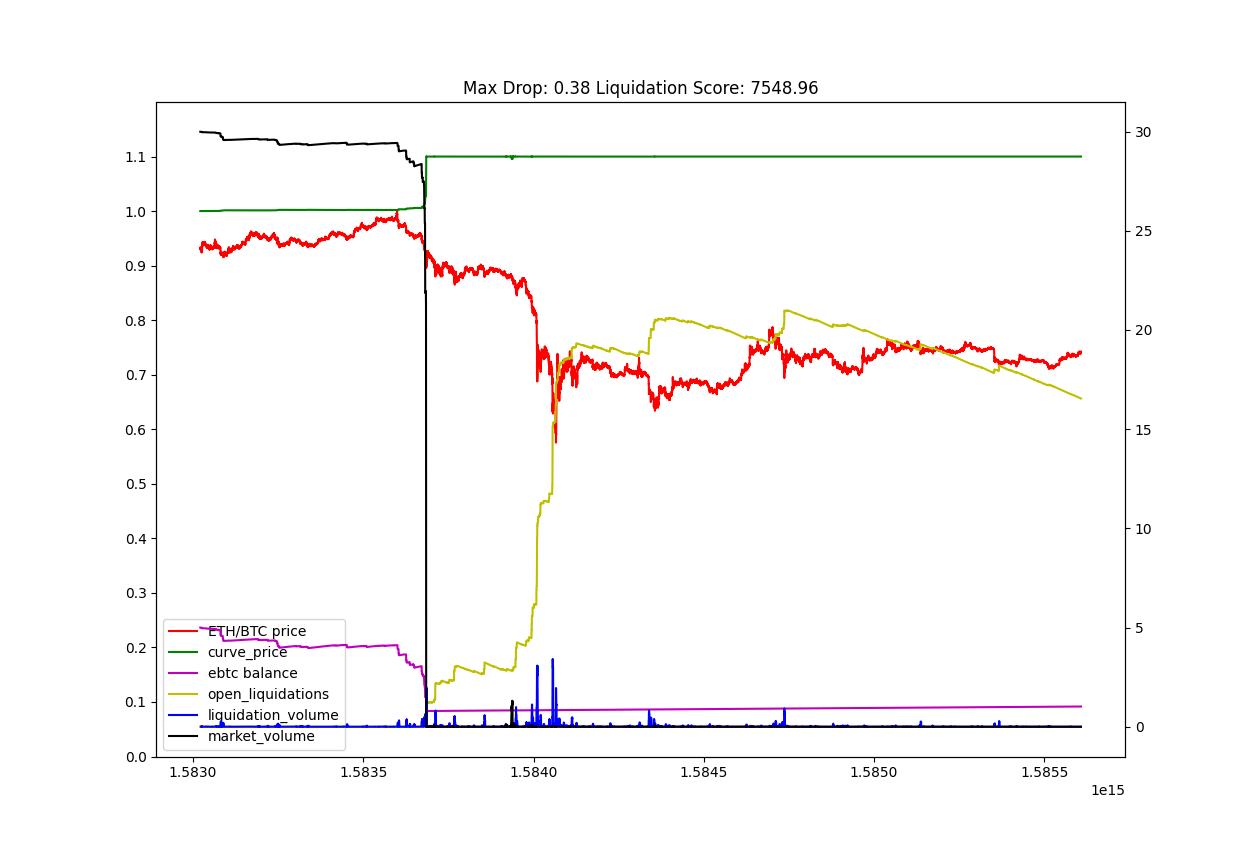 Max Drop: 0.38 Liquidation Score: 7548.96
1.1
1.0
0.9
0.8
0.7
0.6
0.5
0.4
0.3
0.2
0.1
0.0
30
25
20
15
10
5
0
ETH/BTC price
curve_price
ebtc balance
open_liquidations
liquidation_volume
market_volume
1.5830 1.5835 1.5840 1.5845 1.5850 1.5855
1e15